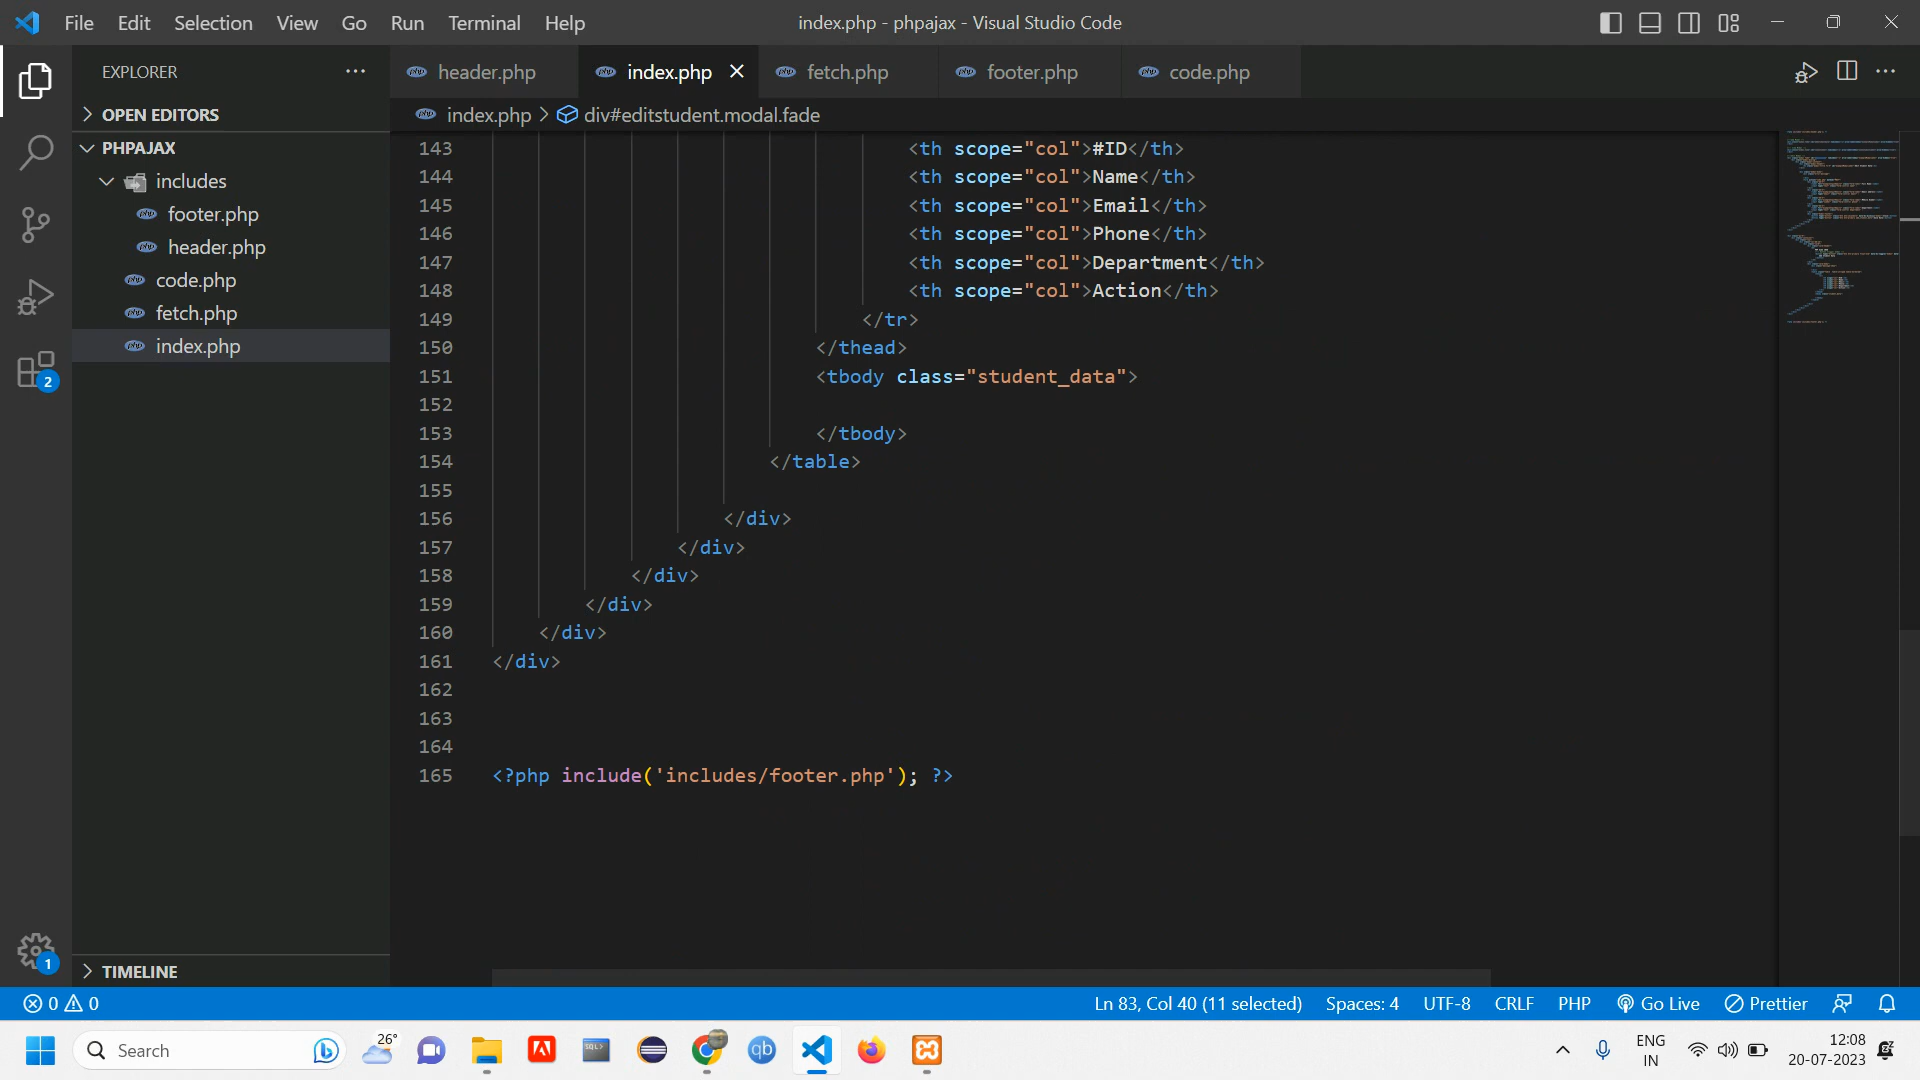 File Edit Selection View Go Run Terminal Help
index.php - phpajax - Visual Studio Code
EXPLORER
header.php
index.php
fetch.php
footer.php
code.php
OPEN EDITORS
index.php > div#editstudent.modal.fade
PHPAJAX
includes
footer.php
header.php
code.php
fetch.php
index.php
143 <th scope="col">#ID</th>
144 <th scope="col">Name</th>
145 <th scope="col">Email</th>
146 <th scope="col">Phone</th>
147 <th scope="col">Department</th>
148 <th scope="col">Action</th>
149 </tr>
150 </thead>
151 <tbody class="student_data">
152
153 </tbody>
154 </table>
155
156 </div>
157 </div>
158 </div>
159 </div>
160 </div>
161 </div>
162
163
164
165 <?php include('includes/footer.php'); ?>
2
1
TIMELINE
0 0
Ln 83, Col 40 (11 selected) Spaces: 4 UTF-8 CRLF PHP Go Live Prettier
Search
26°
SQL>
qb
ENG
IN
12:08
20-07-2023